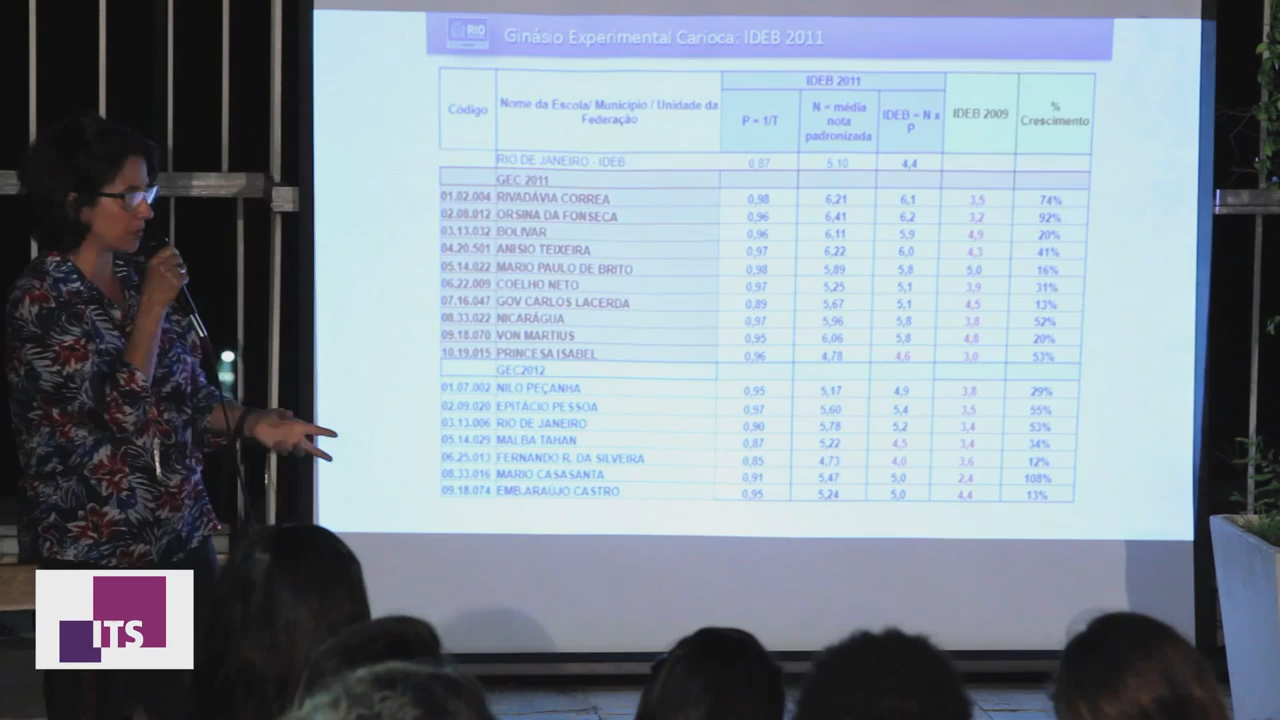 RIO
Ginásio Experimental Carioca: IDEB 2011
Código Nome da Escola/ Município / Unidade da Federação IDEB 2011 P = 1/T N = média nota padronizada IDEB = N x P IDEB 2009 % Crescimento
RIO DE JANEIRO - IDEB 0,87 5,10 4,4
GEC 2011
01.02.004 RIVADÁVIA CORREA 0,98 6,21 6,1 3,5 74%
02.08.012 ORSINA DA FONSECA 0,96 6,41 6,2 3,2 92%
03.13.032 BOLIVAR 0,96 6,11 5,9 4,9 20%
04.20.501 ANISIO TEIXEIRA 0,97 6,22 6,0 4,3 41%
05.14.022 MARIO PAULO DE BRITO 0,98 5,89 5,8 5,0 16%
06.22.009 COELHO NETO 0,97 5,25 5,1 3,9 31%
07.16.047 GOV CARLOS LACERDA 0,89 5,67 5,1 4,5 13%
08.33.022 NICARÁGUA 0,97 5,96 5,8 3,8 52%
09.18.070 VON MARTIUS 0,95 6,06 5,8 4,8 20%
10.19.015 PRINCESA ISABEL 0,96 4,78 4,6 3,0 53%
GEC2012
01.07.002 NILO PEÇANHA 0,95 5,17 4,9 3,8 29%
02.09.020 EPITÁCIO PESSOA 0,97 5,60 5,4 3,5 55%
03.13.006 RIO DE JANEIRO 0,90 5,78 5,2 3,4 53%
05.14.029 MALBA TAHAN 0,87 5,22 4,5 3,4 34%
06.25.013 FERNANDO R. DA SILVEIRA 0,85 4,73 4,0 3,6 12%
08.33.016 MARIO CASASANTA 0,91 5,47 5,0 2,4 108%
09.18.074 EMB.ARAÚJO CASTRO 0,95 5,24 5,0 4,4 13%
ITS